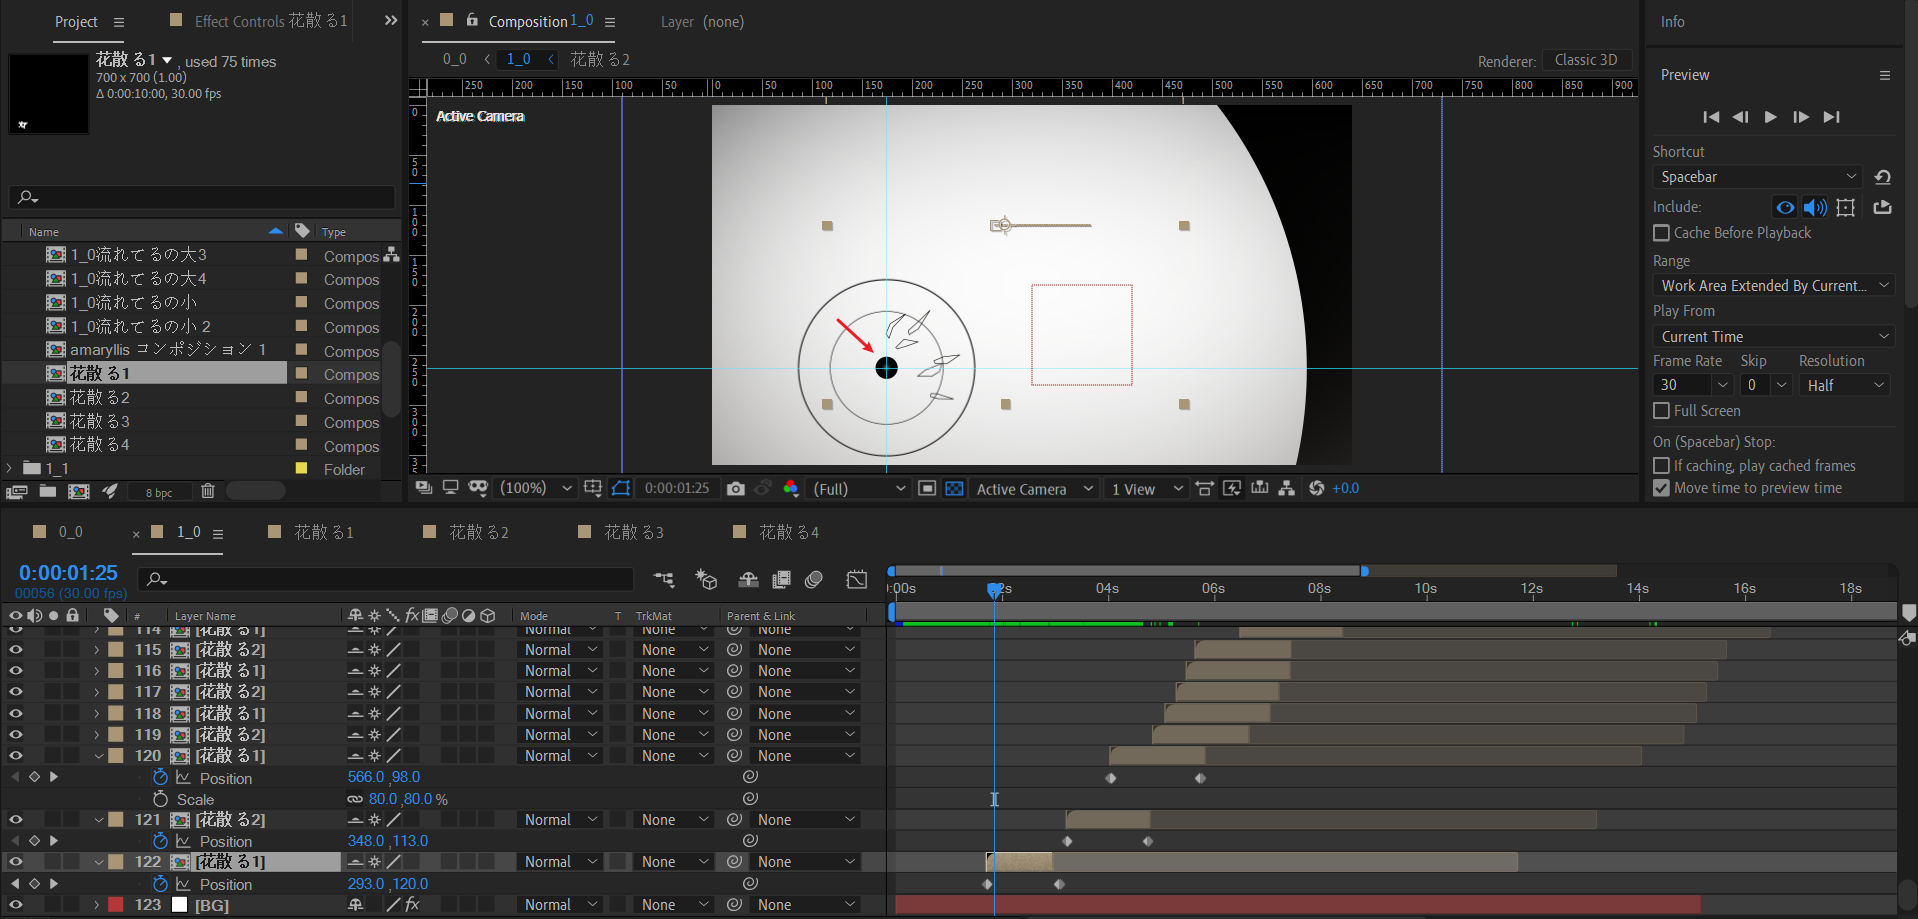 Project
Effect Controls 花散る1
花散る1 , used 75 times
700 x 700 (1.00)
Δ 0:00:10:00, 30.00 fps
Name
Type
1_0流れてるの大3
Compos
1_0流れてるの大4
Compos
1_0流れてるの小
Compos
1_0流れてるの小 2
Compos
amaryllis コンポジション 1
Compos
花散る1
Compos
花散る2
Compos
花散る3
Compos
花散る4
Compos
1_1
Folder
8 bpc
Composition 1_0
Layer (none)
0_0
1_0
花散る2
Renderer:
Classic 3D
250 200 150 100 50 0 50 100 150 200 250 300 350 400 450 500 550 600 650 700 750 800 850 900
0
50
100
150
200
250
300
35
Active Camera
(100%)
0:00:01:25
(Full)
Active Camera
1 View
+0.0
Info
Preview
Shortcut
Spacebar
Include:
Cache Before Playback
Range
Work Area Extended By Current...
Play From
Current Time
Frame Rate Skip Resolution
30 0 Half
Full Screen
On (Spacebar) Stop:
If caching, play cached frames
Move time to preview time
0_0
1_0
花散る1
花散る2
花散る3
花散る4
0:00:01:25
00056 (30.00 fps)
:00s 2s 04s 06s 08s 10s 12s 14s 16s 18s
# Layer Name fx Mode T TrkMat Parent & Link
114 [花散る1] Normal None None
115 [花散る2] Normal None None
116 [花散る1] Normal None None
117 [花散る2] Normal None None
118 [花散る1] Normal None None
119 [花散る2] Normal None None
120 [花散る1] Normal None None
Position 566.0 ,98.0
Scale 80.0 ,80.0 %
121 [花散る2] Normal None None
Position 348.0 ,113.0
122 [花散る1] Normal None None
Position 293.0 ,120.0
123 [BG] fx Normal None None